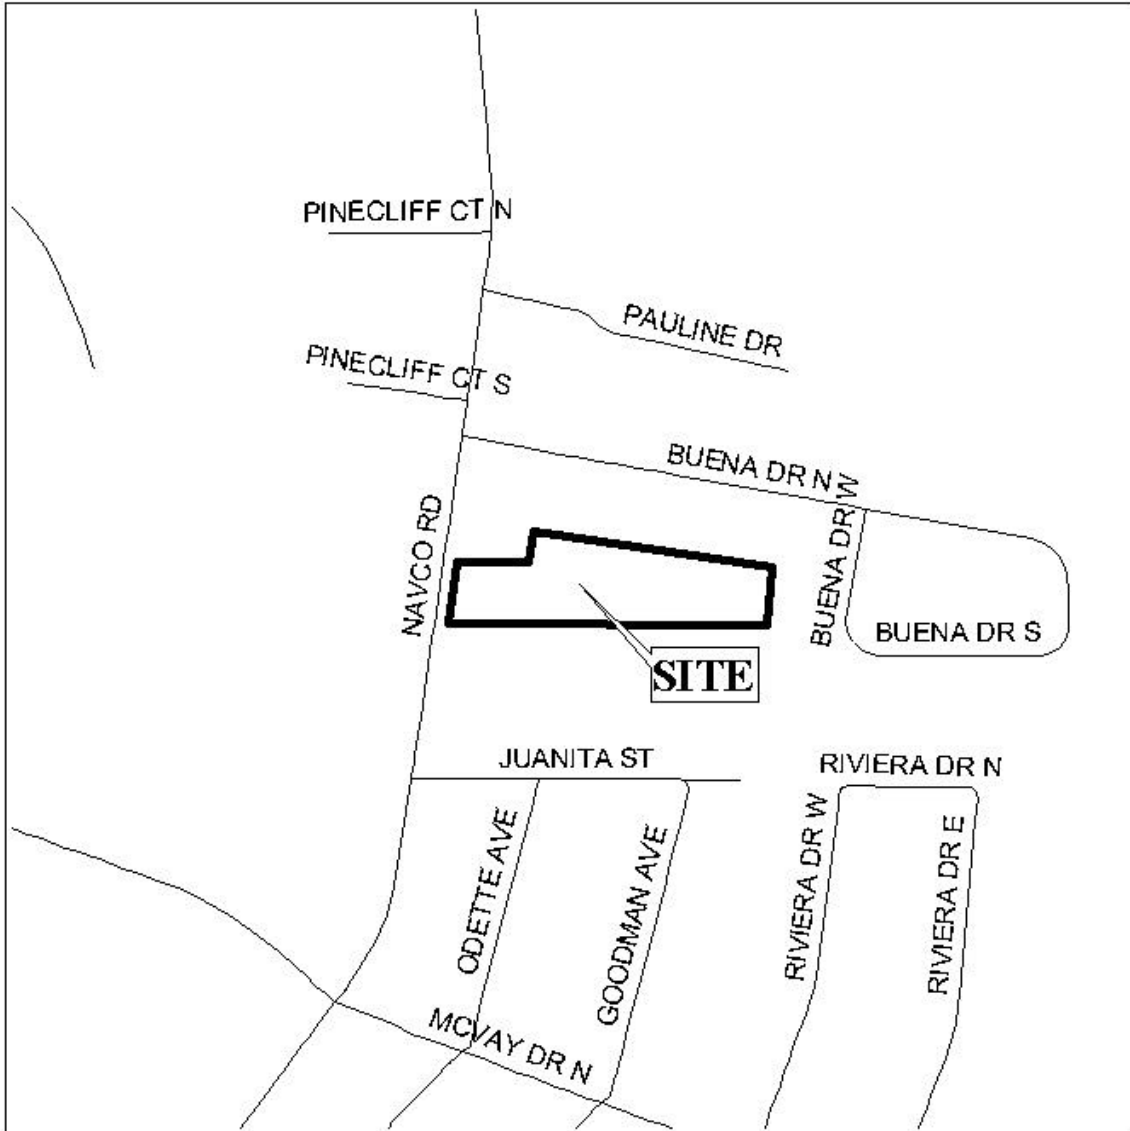 PINECLIFF CT N
PAULINE DR
PINECLIFF CT S
BUENA DR N
BUENA DR W
NAVCO RD
BUENA DR S
SITE
JUANITA ST
RIVIERA DR N
ODETTE AVE
GOODMAN AVE
RIVIERA DR W
RIVIERA DR E
MCVAY DR N